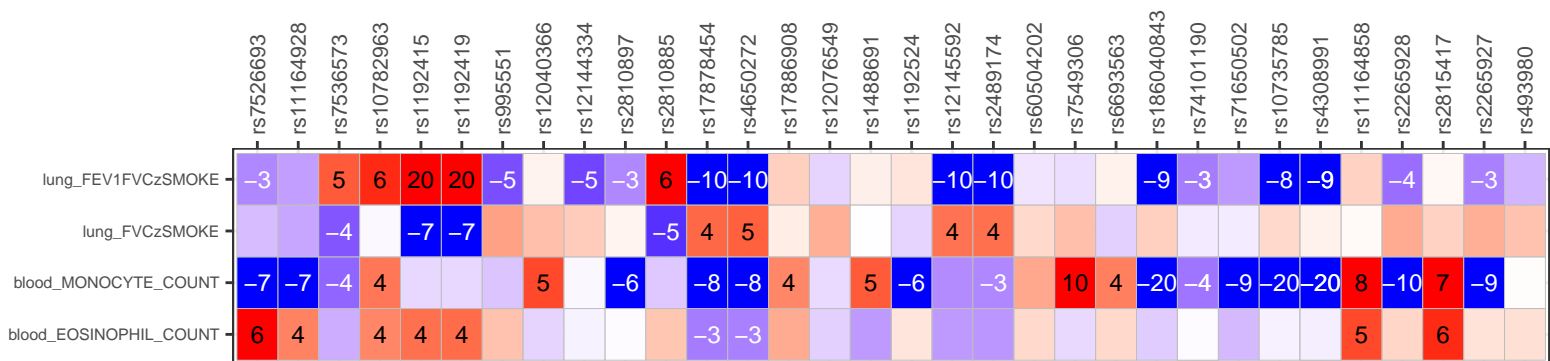 rs7526693 rs11164928 rs7536573 rs10782963 rs1192415 rs1192419 rs9955551 rs12040366 rs12144334 rs2810897 rs2810885 rs17878454 rs4650272 rs17886908 rs12076549 rs1488691 rs1192524 rs12145592 rs2489174 rs60504202 rs7549306 rs6693563 rs186040843 rs74101190 rs71650502 rs10735785 rs4308991 rs11164858 rs2265928 rs2815417 rs2265927 rs493980
lung_FEV1FVCzSMOKE −3 5 6 20 20 −5 −5 −3 6 −10 −10 −10 −10 −9 −3 −8 −9 −4 −3
lung_FVCzSMOKE −4 −7 −7 −5 4 5 4 4
blood_MONOCYTE_COUNT −7 −7 −4 4 5 −6 −8 −8 4 5 −6 −3 10 4 −20 −4 −9 −20 −20 8 −10 7 −9
blood_EOSINOPHIL_COUNT 6 4 4 4 4 −3 −3 5 6